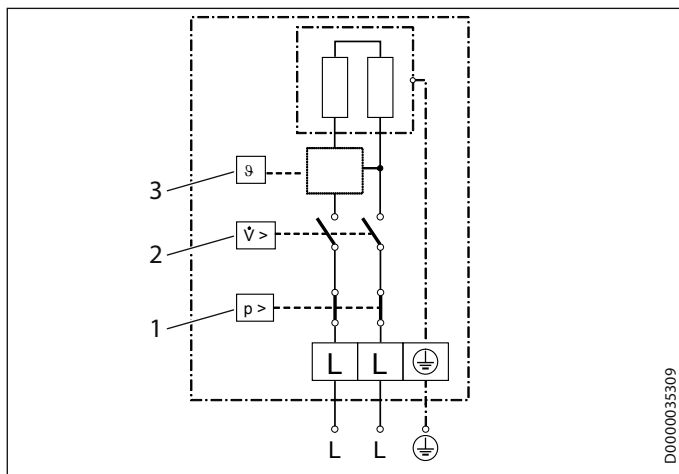 3
ϑ
2
V̇ >
1
p >
L L ⏚
L L ⏚
D0000035309